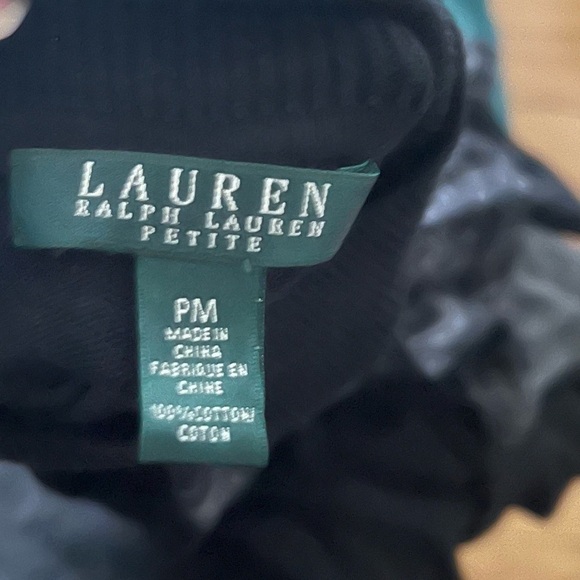 LAUREN
RALPH LAUREN
PETITE
PM
MADE IN
CHINA
FABRIQUE EN
CHINE
100%COTTON/
COTON